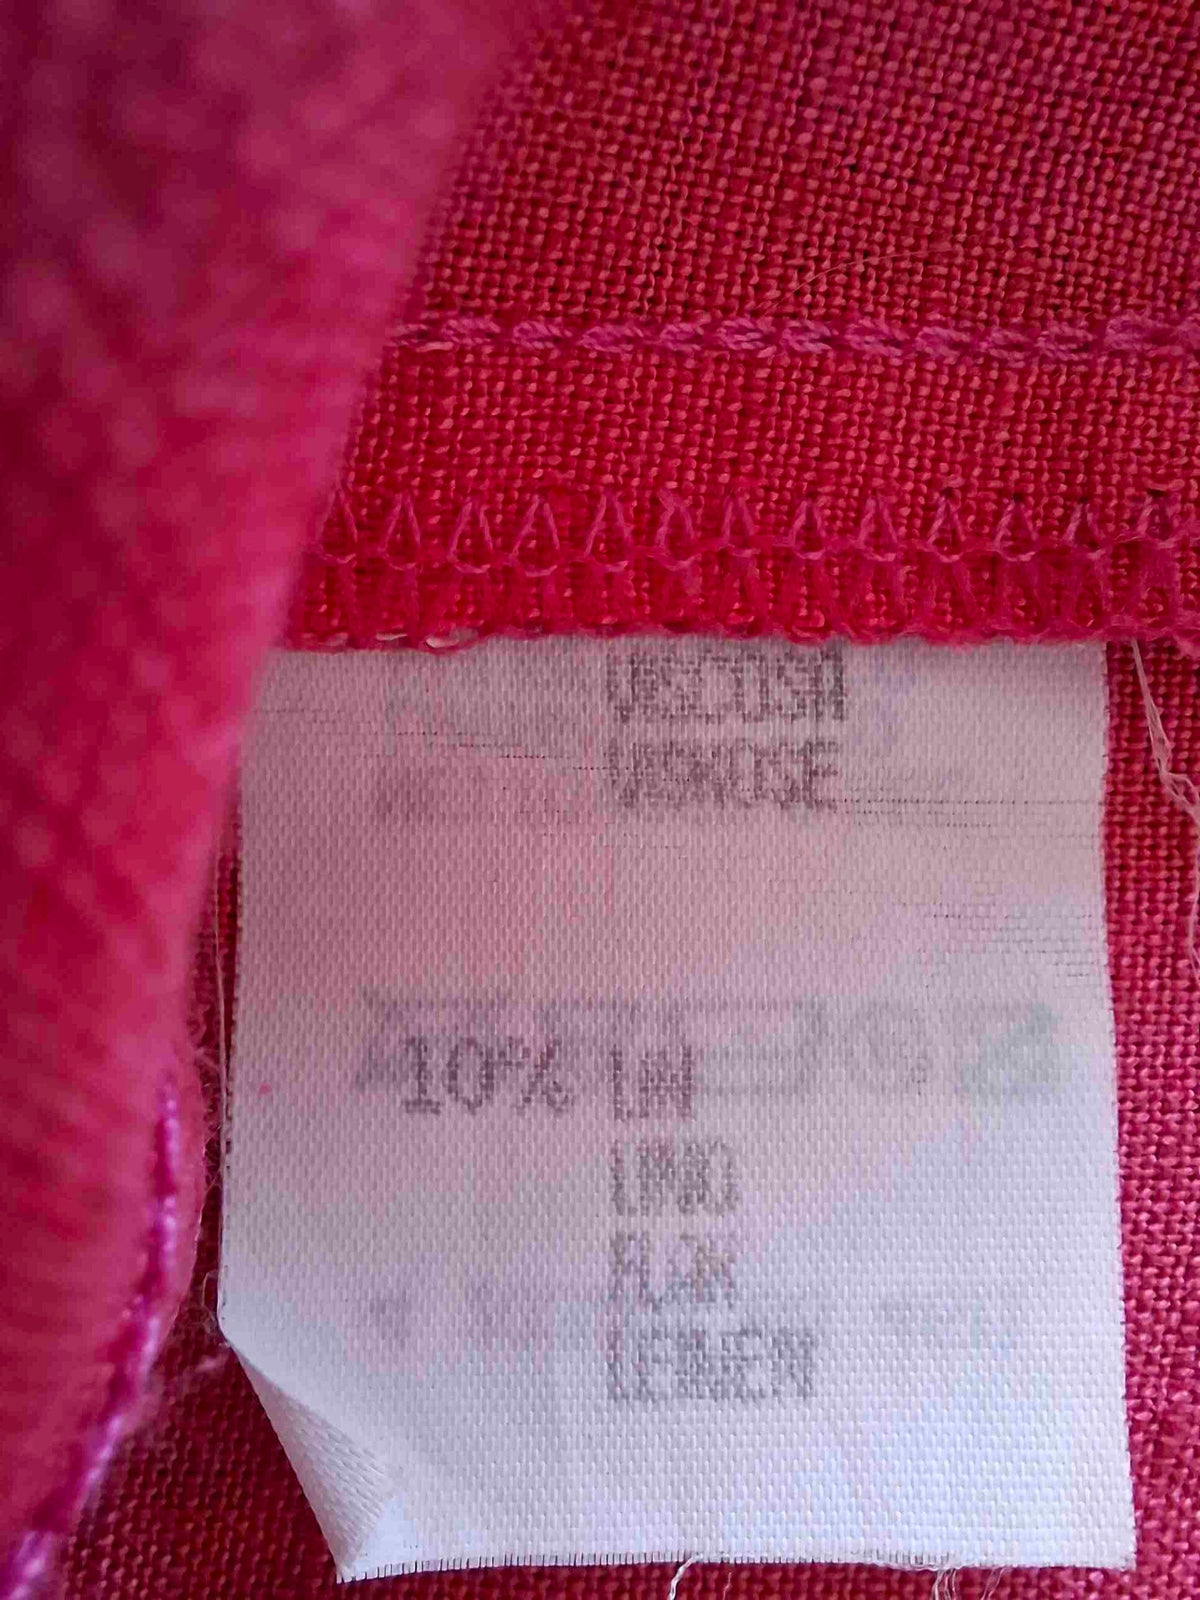 VISCOSA
VISKOSE
10% LIN
LINO
FLAX
LEINEN